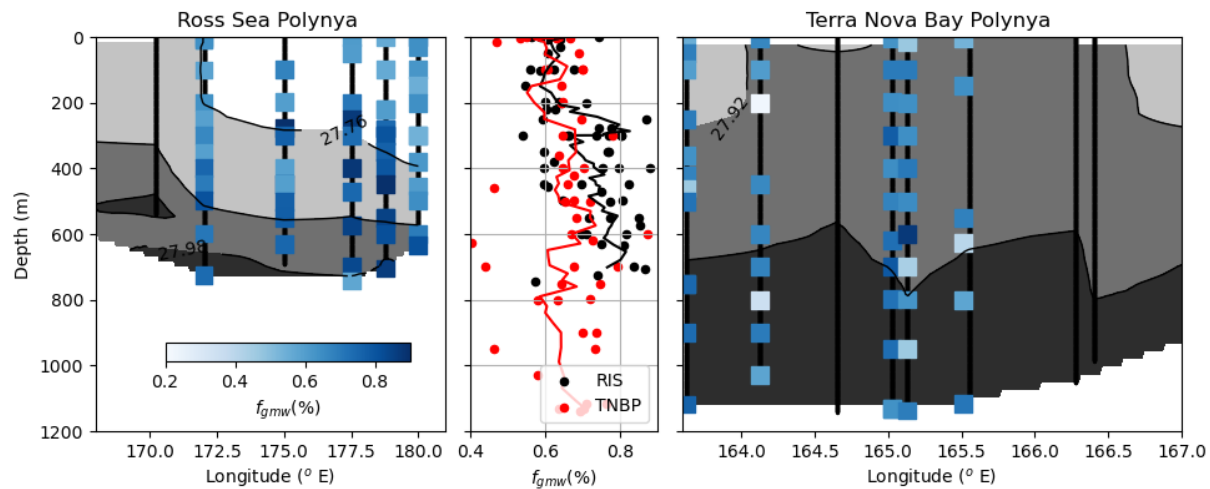 Ross Sea Polynya
Terra Nova Bay Polynya
0
200
400
600
800
1000
1200
Depth (m)
27.76
27.98
27.92
0.2 0.4 0.6 0.8
f_gmw(%)
RIS
TNBP
170.0 172.5 175.0 177.5 180.0
0.4 0.6 0.8
164.0 164.5 165.0 165.5 166.0 166.5 167.0
Longitude (° E)
f_gmw(%)
Longitude (° E)